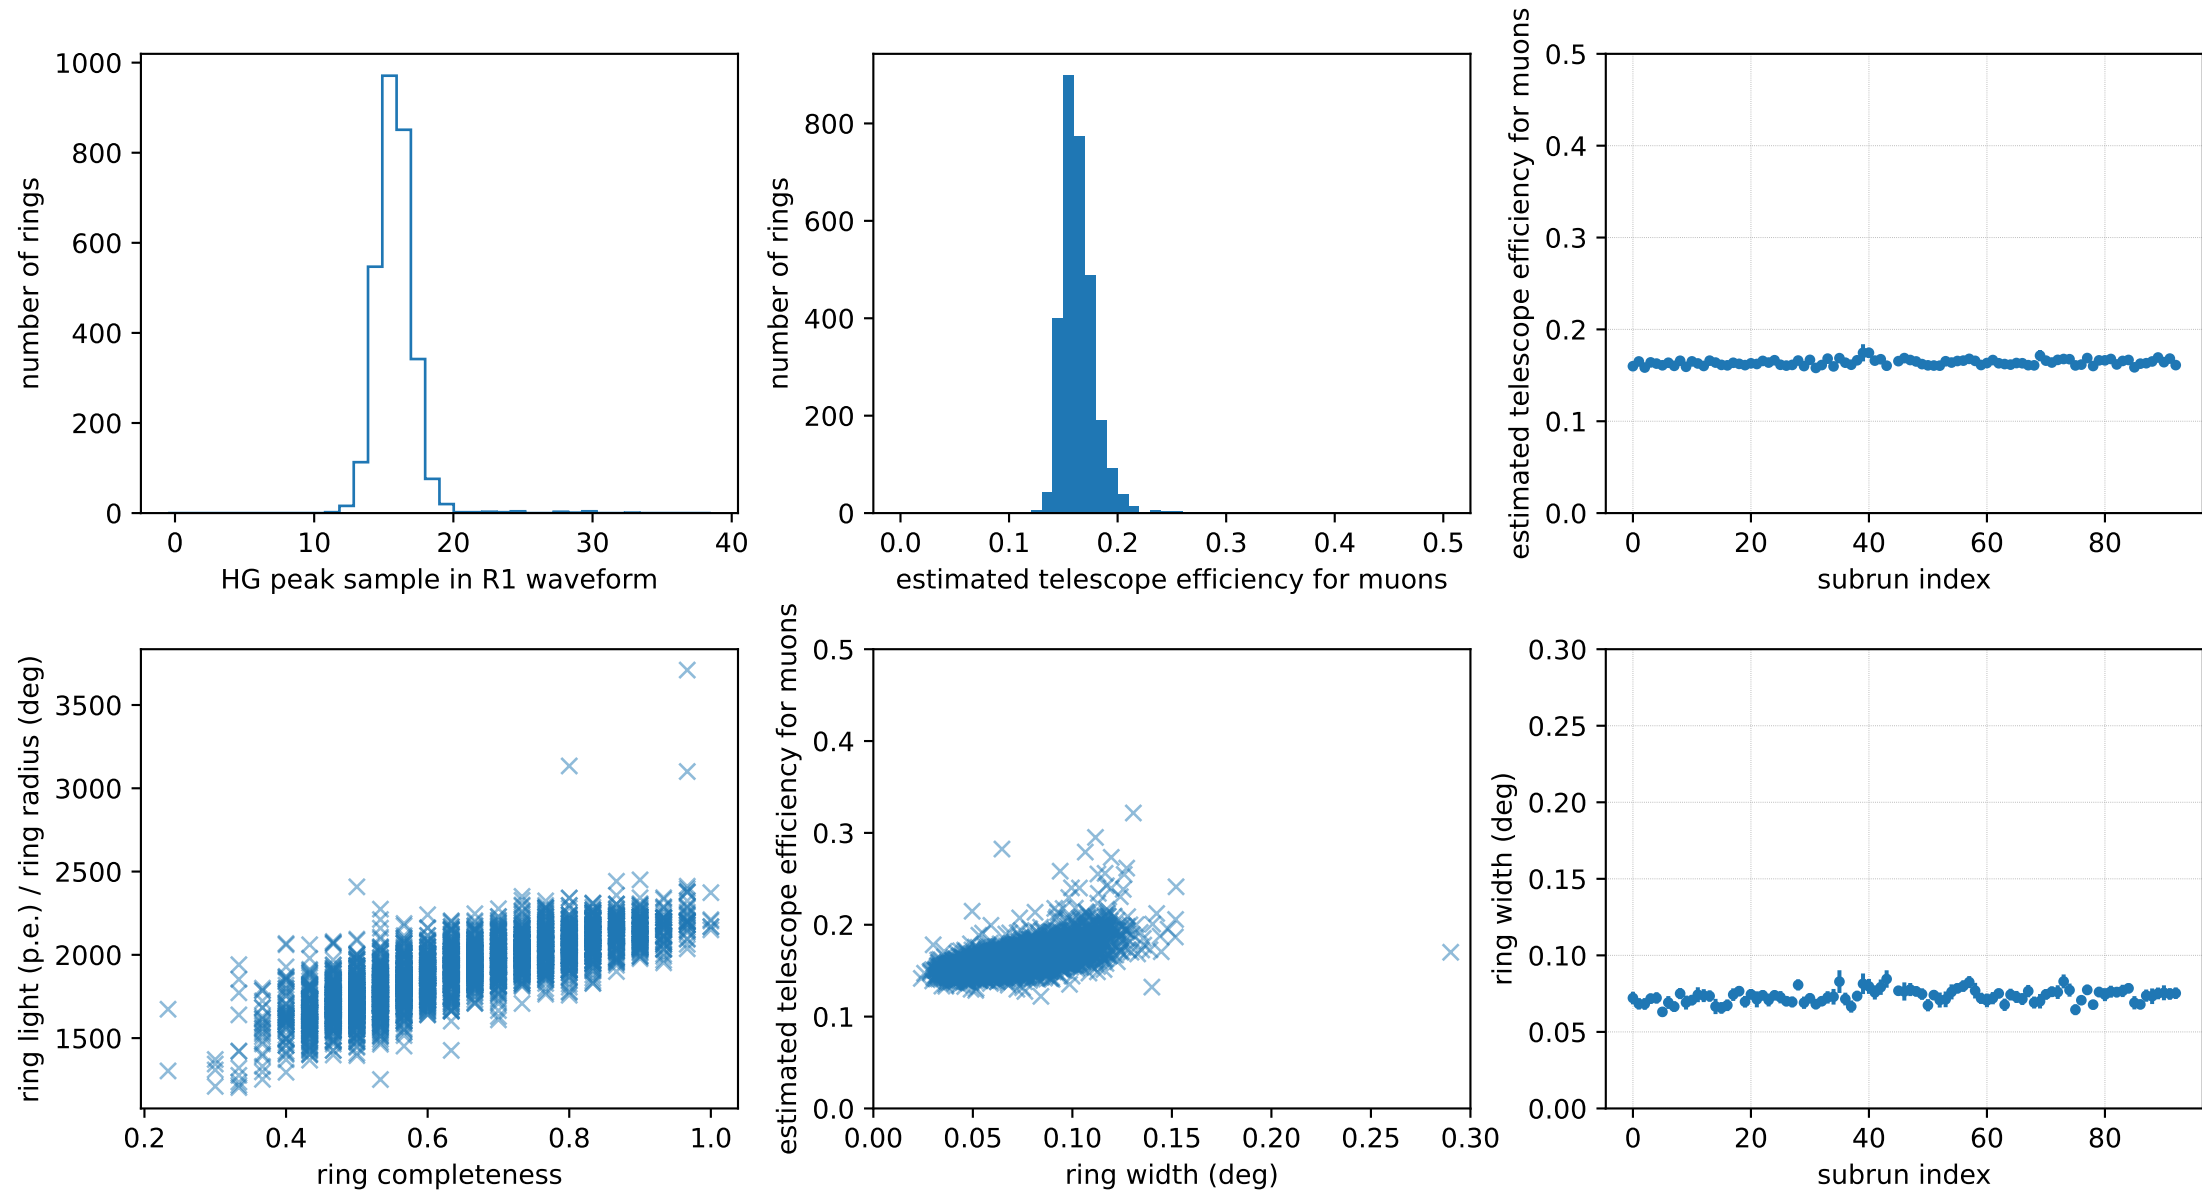 number of rings
1000
800
600
400
200
0
0 10 20 30 40
HG peak sample in R1 waveform
number of rings
800
600
400
200
0
0.0 0.1 0.2 0.3 0.4 0.5
estimated telescope efficiency for muons
estimated telescope efficiency for muons
0.5
0.4
0.3
0.2
0.1
0.0
0 20 40 60 80
subrun index
ring light (p.e.) / ring radius (deg)
3500
3000
2500
2000
1500
0.2 0.4 0.6 0.8 1.0
ring completeness
estimated telescope efficiency for muons
0.5
0.4
0.3
0.2
0.1
0.0
0.00 0.05 0.10 0.15 0.20 0.25 0.30
ring width (deg)
ring width (deg)
0.30
0.25
0.20
0.15
0.10
0.05
0.00
0 20 40 60 80
subrun index